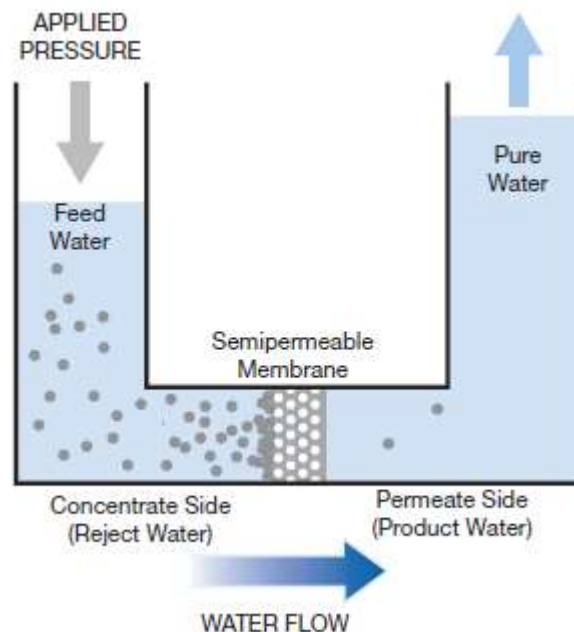 APPLIED
PRESSURE
Feed
Water
Pure
Water
Semipermeable
Membrane
Concentrate Side
(Reject Water)
Permeate Side
(Product Water)
WATER FLOW